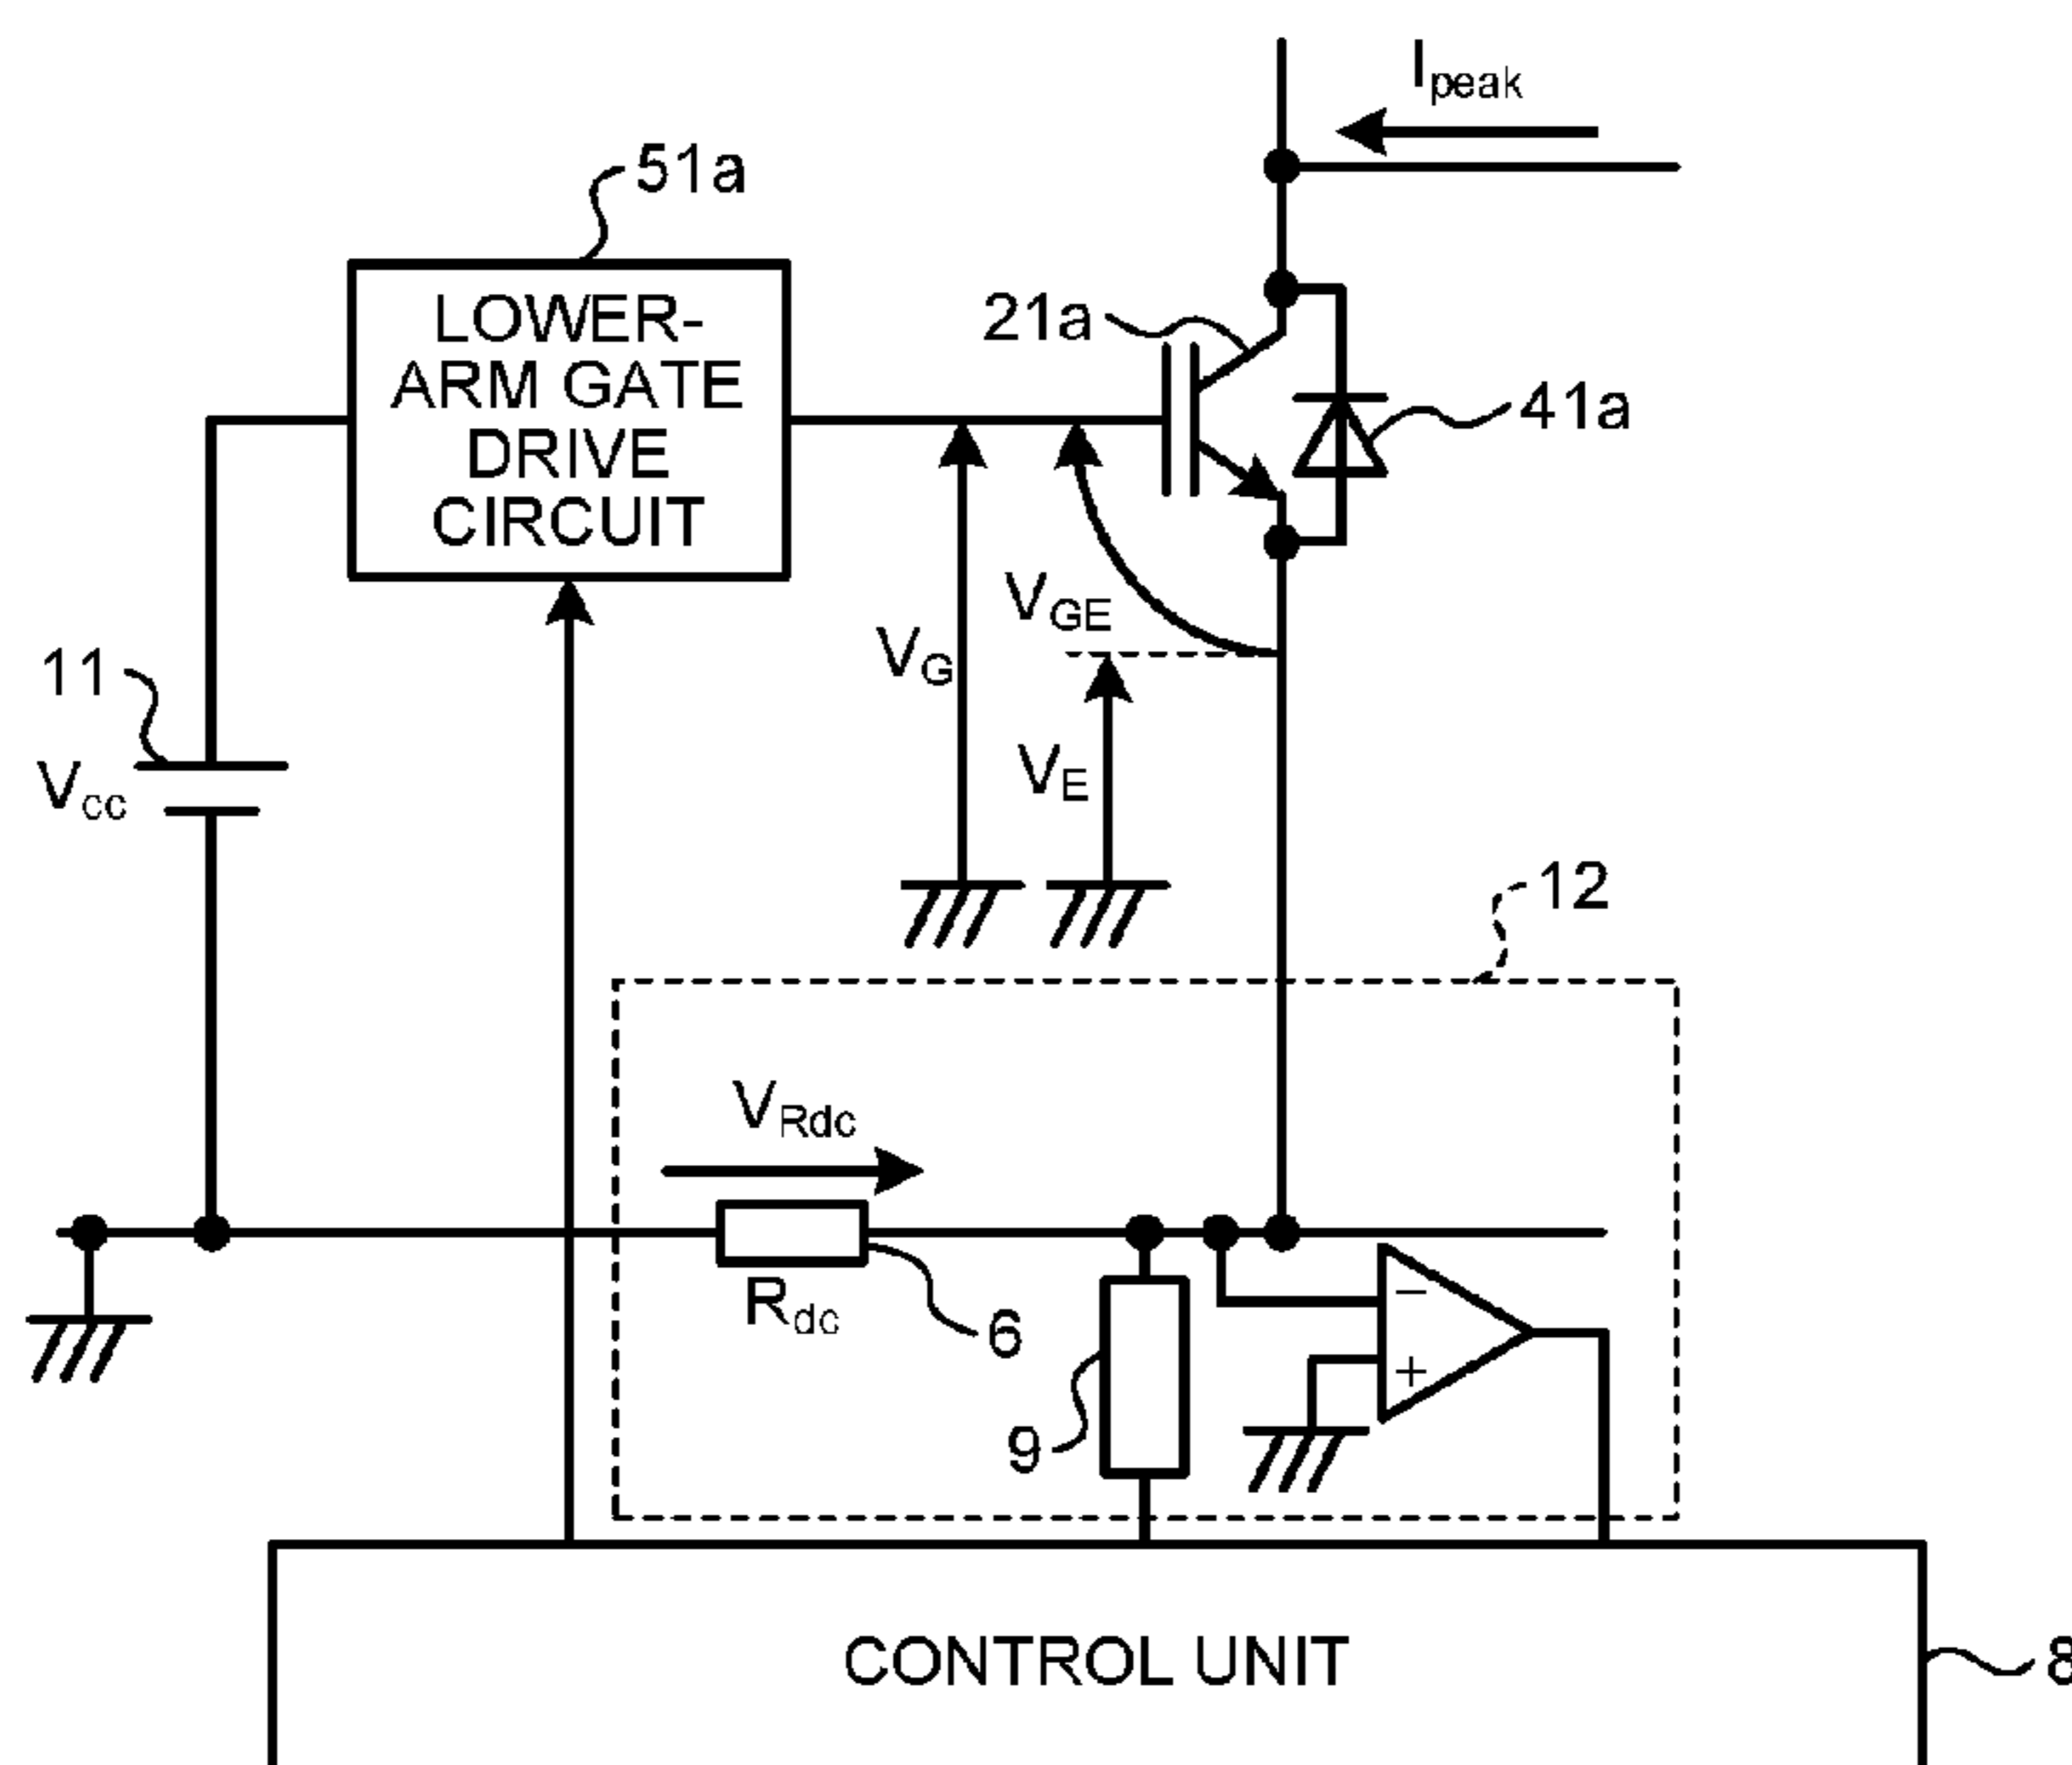 Ipeak
51a
LOWER-
ARM GATE
DRIVE
CIRCUIT
21a
41a
VGE
VG
11
VCC
VE
12
VRdc
Rdc
6
9
−
+
CONTROL UNIT
8